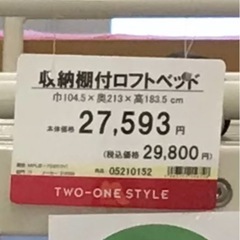 収納棚付ロフトベッド
巾104.5×奥213×高183.5 cm
本体価格 27,593 円
(税込価格 29,800 円)
05210152
TWO-ONE STYLE